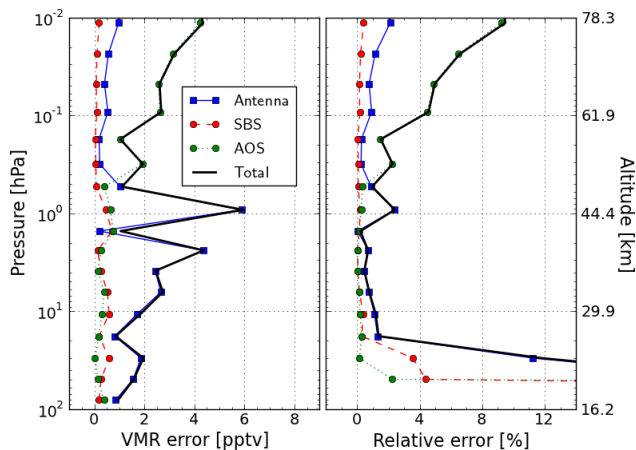 10⁻²
10⁻¹
10⁰
10¹
10²
Pressure [hPa]
0 2 4 6 8
VMR error [pptv]
Antenna
SBS
AOS
Total
0 4 8 12
Relative error [%]
78.3
61.9
44.4
29.9
16.2
Altitude [km]